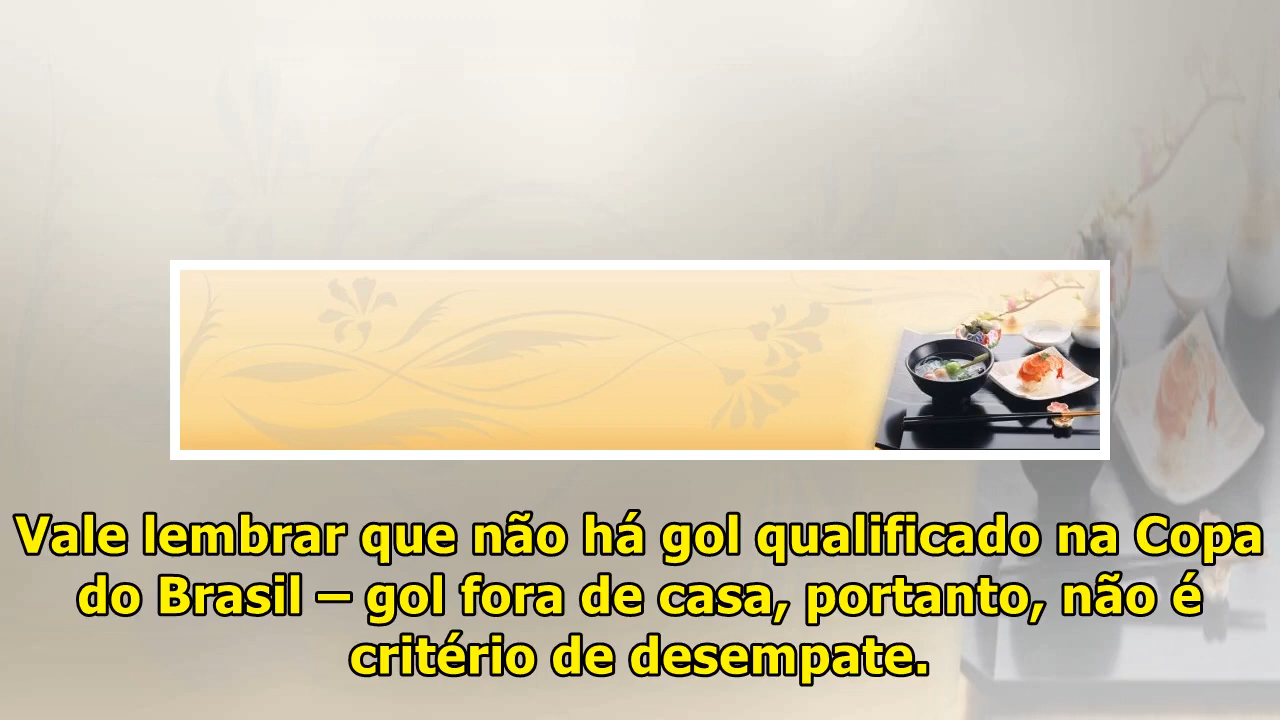 Vale lembrar que não há gol qualificado na Copa
do Brasil – gol fora de casa, portanto, não é
critério de desempate.